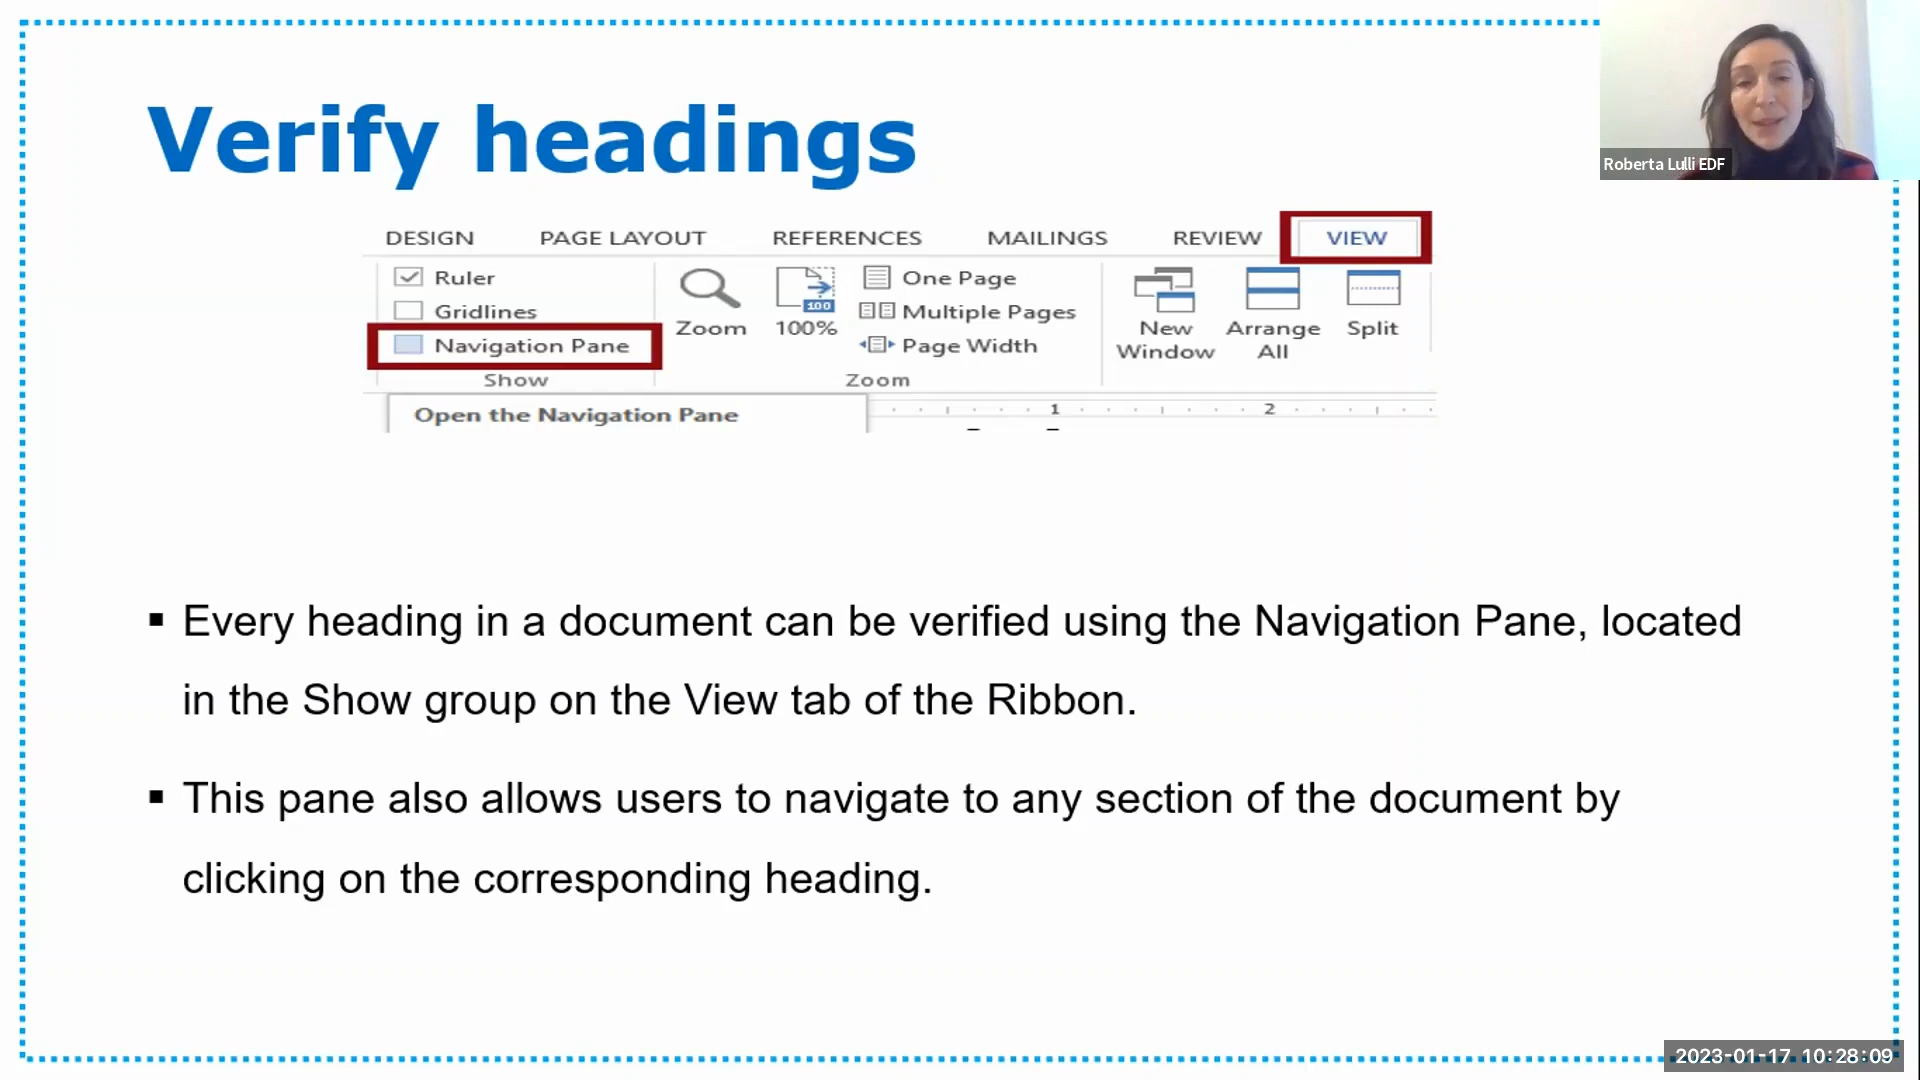 Verify headings
Roberta Lulli EDF
DESIGN PAGE LAYOUT REFERENCES MAILINGS REVIEW VIEW
Ruler
Gridlines
Navigation Pane
Show
Zoom
100
100%
One Page
Multiple Pages
Page Width
Zoom
New
Window
Arrange
All
Split
Open the Navigation Pane
1 2
▪ Every heading in a document can be verified using the Navigation Pane, located
in the Show group on the View tab of the Ribbon.
▪ This pane also allows users to navigate to any section of the document by
clicking on the corresponding heading.
2023-01-17 10:28:09